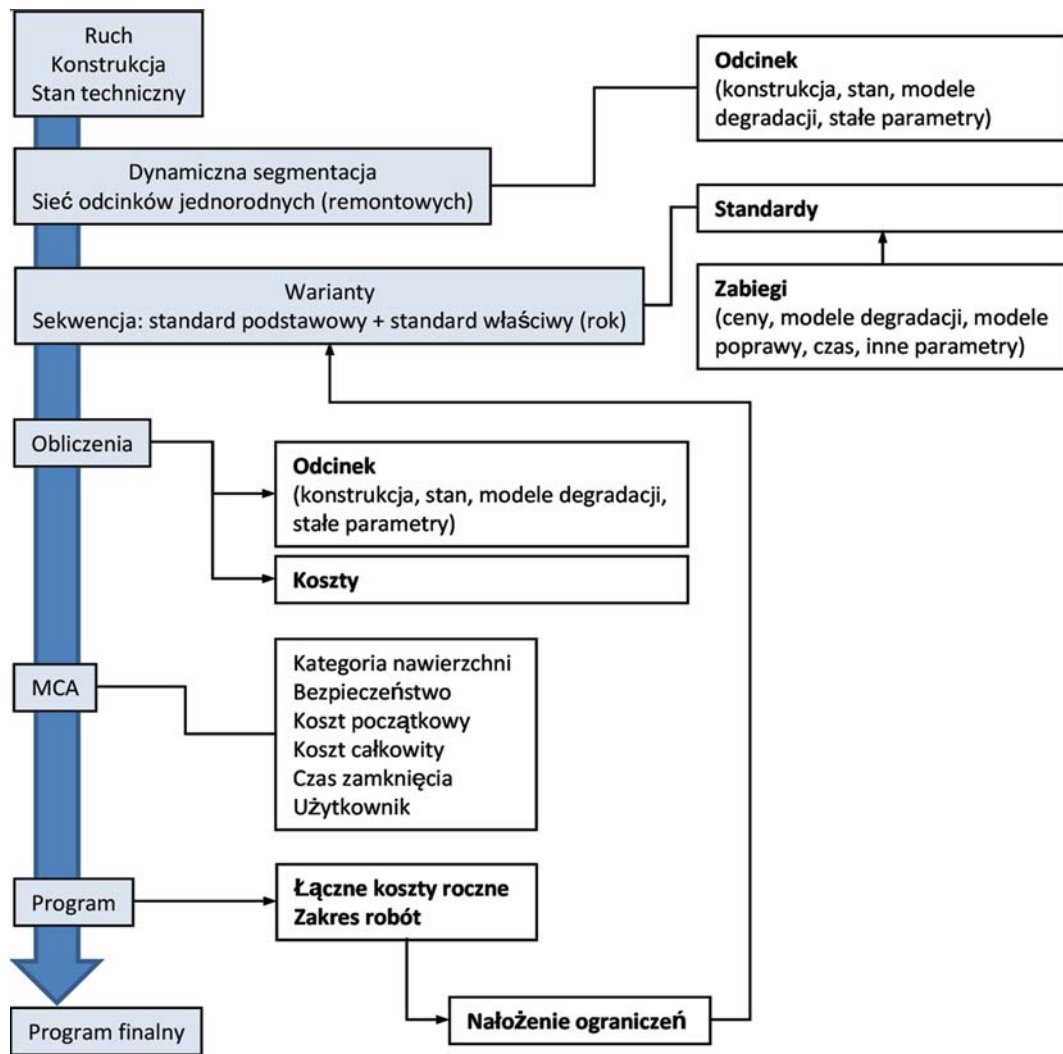 Ruch
Konstrukcja
Stan techniczny
Odcinek
(konstrukcja, stan, modele
degradacji, stałe parametry)
Dynamiczna segmentacja
Sieć odcinków jednorodnych (remontowych)
Standardy
Warianty
Sekwencja: standard podstawowy + standard właściwy (rok)
Zabiegi
(ceny, modele degradacji, modele
poprawy, czas, inne parametry)
Obliczenia
Odcinek
(konstrukcja, stan, modele degradacji,
stałe parametry)
Koszty
MCA
Kategoria nawierzchni
Bezpieczeństwo
Koszt początkowy
Koszt całkowity
Czas zamknięcia
Użytkownik
Program
Łączne koszty roczne
Zakres robót
Nałożenie ograniczeń
Program finalny